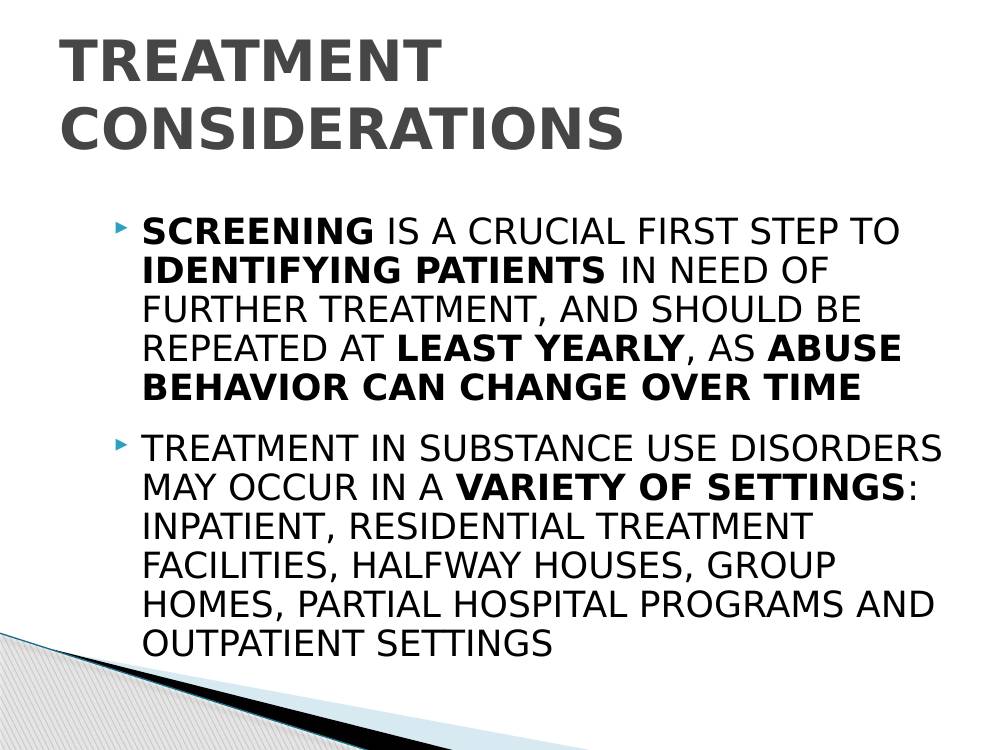 TREATMENT
CONSIDERATIONS
SCREENING IS A CRUCIAL FIRST STEP TO
IDENTIFYING PATIENTS IN NEED OF
FURTHER TREATMENT, AND SHOULD BE
REPEATED AT LEAST YEARLY, AS ABUSE
BEHAVIOR CAN CHANGE OVER TIME
TREATMENT IN SUBSTANCE USE DISORDERS
MAY OCCUR IN A VARIETY OF SETTINGS:
INPATIENT, RESIDENTIAL TREATMENT
FACILITIES, HALFWAY HOUSES, GROUP
HOMES, PARTIAL HOSPITAL PROGRAMS AND
OUTPATIENT SETTINGS